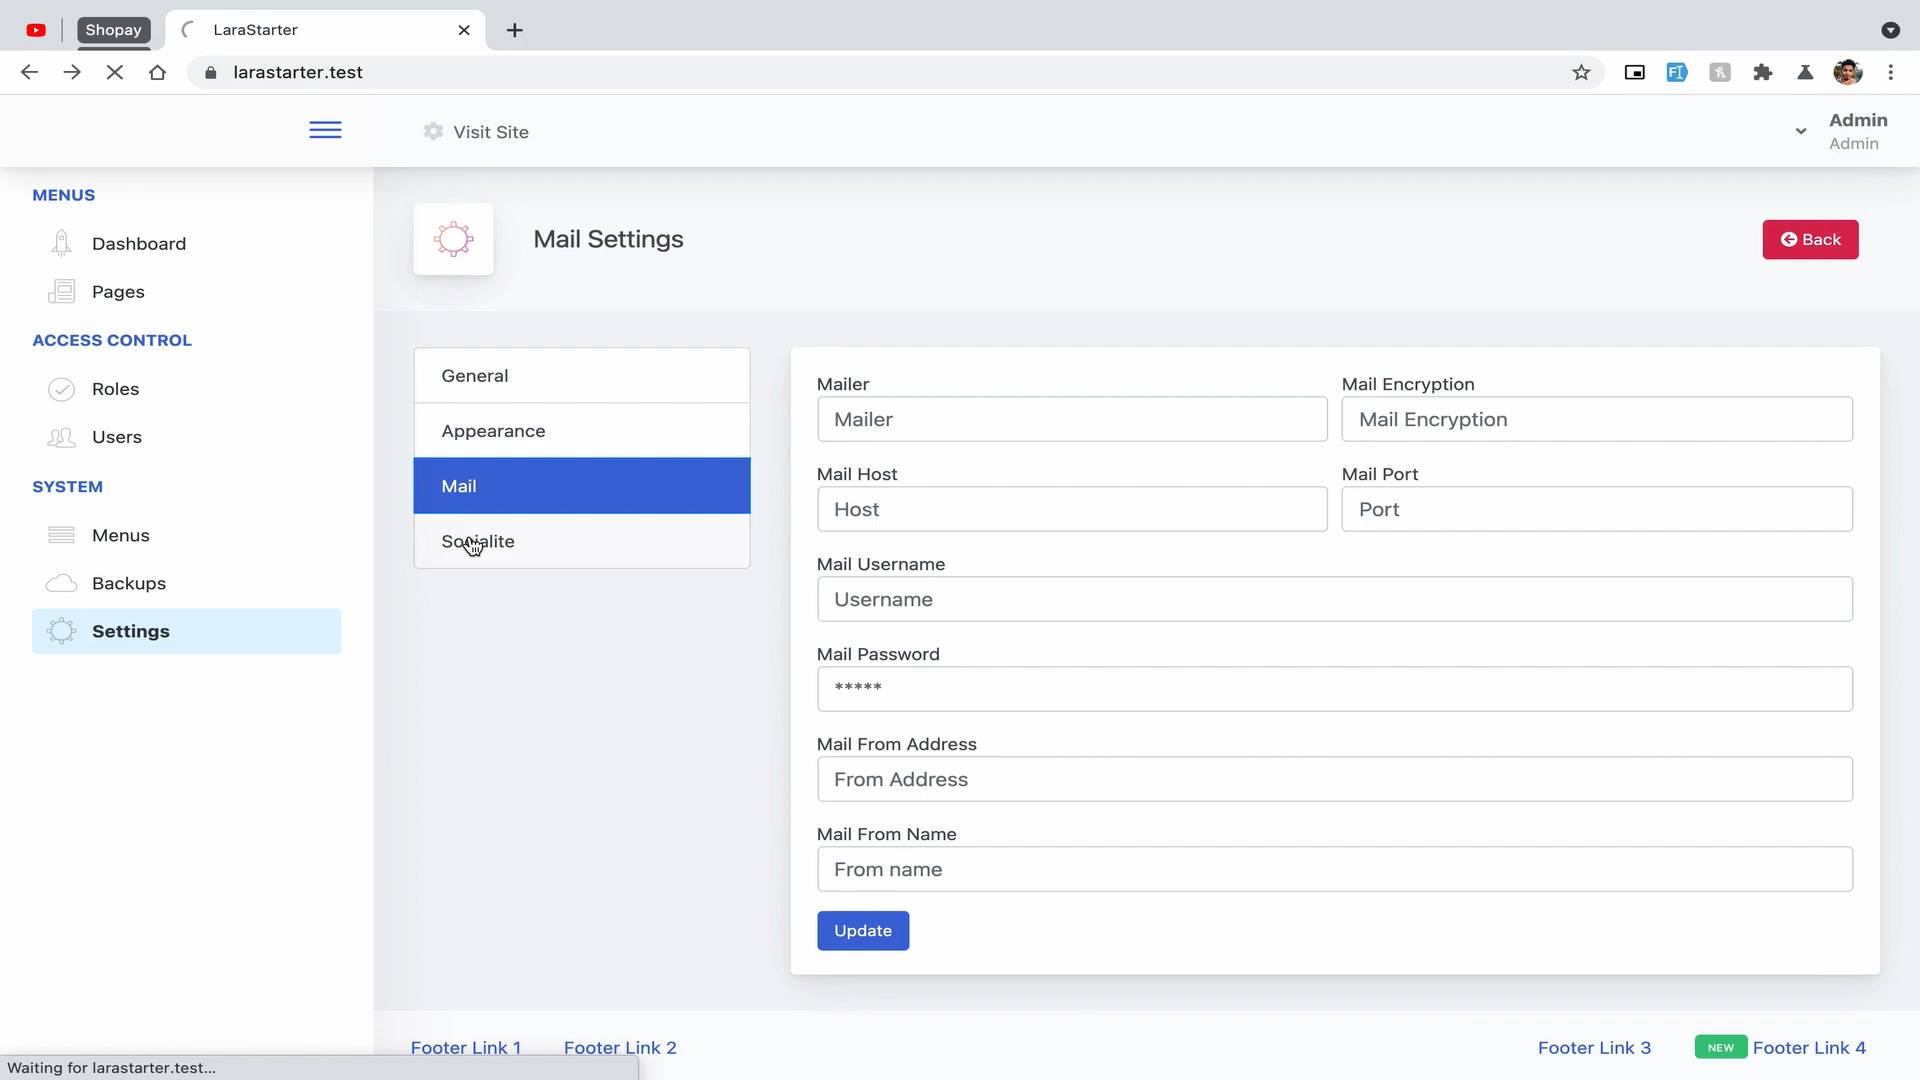 Shopay
LaraStarter
larastarter.test
Visit Site
Admin
Admin
MENUS
Dashboard
Pages
ACCESS CONTROL
Roles
Users
SYSTEM
Menus
Backups
Settings
Mail Settings
Back
General
Appearance
Mail
Socialite
Mailer
Mailer
Mail Encryption
Mail Encryption
Mail Host
Host
Mail Port
Port
Mail Username
Username
Mail Password
*****
Mail From Address
From Address
Mail From Name
From name
Update
Footer Link 1
Footer Link 2
Footer Link 3
NEW
Footer Link 4
Waiting for larastarter.test...